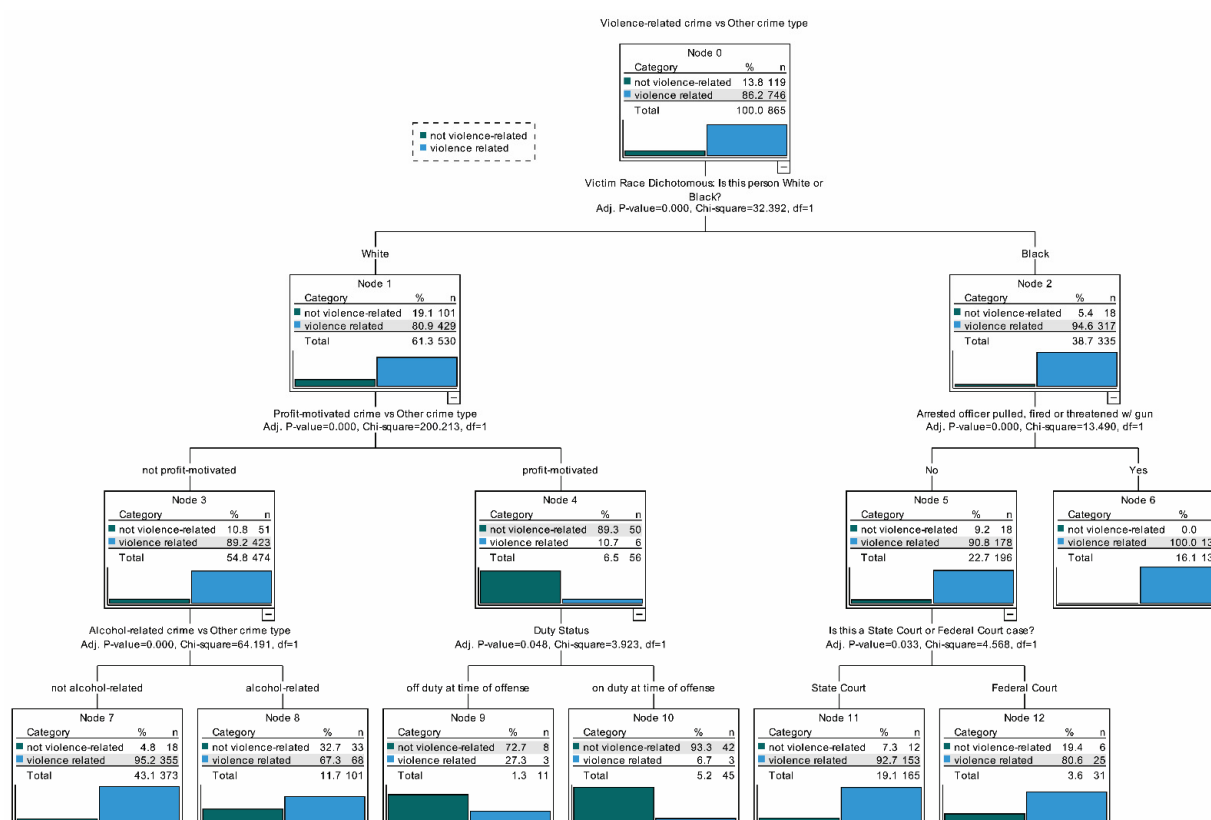 Violence-related crime vs Other crime type
Node 0
Category % n
not violence-related 13.8 119
violence related 86.2 746
Total 100.0 865
not violence-related
violence related
Victim Race Dichotomous: Is this person White or
Black?
Adj. P-value=0.000, Chi-square=32.392, df=1
White
Black
Node 1
Category % n
not violence-related 19.1 101
violence related 80.9 429
Total 61.3 530
Node 2
Category % n
not violence-related 5.4 18
violence related 94.6 317
Total 38.7 335
Profit-motivated crime vs Other crime type
Adj. P-value=0.000, Chi-square=200.213, df=1
Arrested officer pulled, fired or threatened w/ gun
Adj. P-value=0.000, Chi-square=13.490, df=1
not profit-motivated
profit-motivated
No
Yes
Node 3
Category % n
not violence-related 10.8 51
violence related 89.2 423
Total 54.8 474
Node 4
Category % n
not violence-related 89.3 50
violence related 10.7 6
Total 6.5 56
Node 5
Category % n
not violence-related 9.2 18
violence related 90.8 178
Total 22.7 196
Node 6
Category %
not violence-related 0.0
violence related 100.0 13
Total 16.1 13
Alcohol-related crime vs Other crime type
Adj. P-value=0.000, Chi-square=64.191, df=1
Duty Status
Adj. P-value=0.048, Chi-square=3.923, df=1
Is this a State Court or Federal Court case?
Adj. P-value=0.033, Chi-square=4.568, df=1
not alcohol-related
alcohol-related
off duty at time of offense
on duty at time of offense
State Court
Federal Court
Node 7
Category % n
not violence-related 4.8 18
violence related 95.2 355
Total 43.1 373
Node 8
Category % n
not violence-related 32.7 33
violence related 67.3 68
Total 11.7 101
Node 9
Category % n
not violence-related 72.7 8
violence related 27.3 3
Total 1.3 11
Node 10
Category % n
not violence-related 93.3 42
violence related 6.7 3
Total 5.2 45
Node 11
Category % n
not violence-related 7.3 12
violence related 92.7 153
Total 19.1 165
Node 12
Category % n
not violence-related 19.4 6
violence related 80.6 25
Total 3.6 31